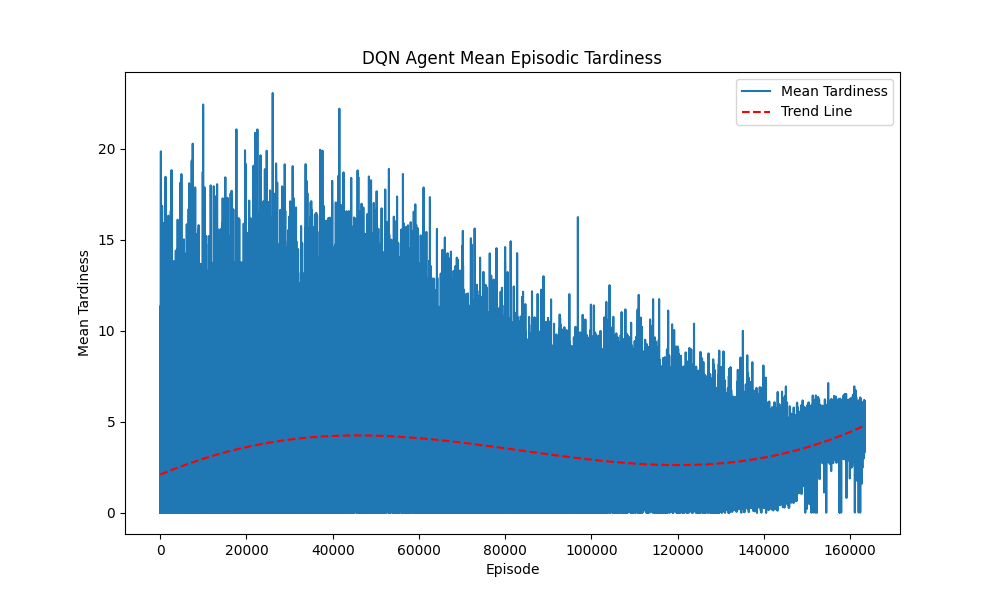 DQN Agent Mean Episodic Tardiness
Mean Tardiness
Trend Line
20
15
10
5
0
Mean Tardiness
0 20000 40000 60000 80000 100000 120000 140000 160000
Episode